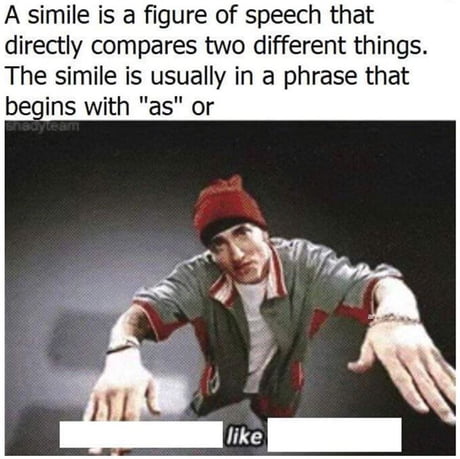 A simile is a figure of speech that
directly compares two different things.
The simile is usually in a phrase that
begins with "as" or
shadyteam
like